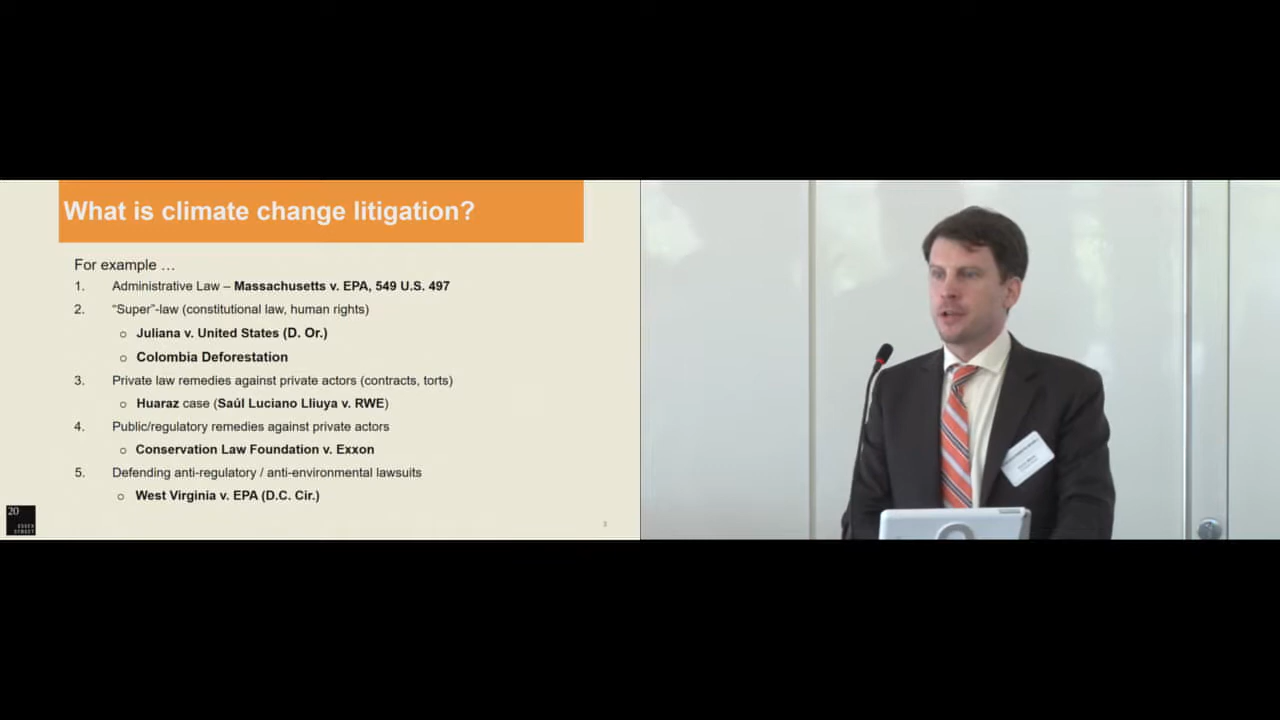 What is climate change litigation?
For example …
1. Administrative Law – Massachusetts v. EPA, 549 U.S. 497
2. “Super”-law (constitutional law, human rights)
o Juliana v. United States (D. Or.)
o Colombia Deforestation
3. Private law remedies against private actors (contracts, torts)
o Huaraz case (Saúl Luciano Lliuya v. RWE)
4. Public/regulatory remedies against private actors
o Conservation Law Foundation v. Exxon
5. Defending anti-regulatory / anti-environmental lawsuits
o West Virginia v. EPA (D.C. Cir.)
20
ESSEX
STREET
3